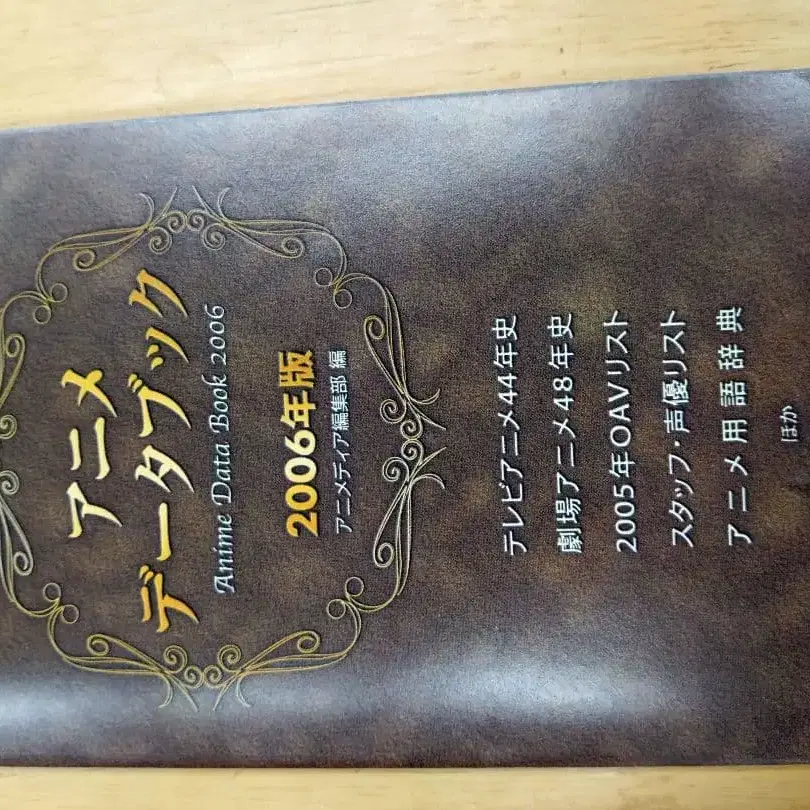 アニメ
データブック
Anime Data Book 2006
2006年版
アニメディア編集部 編
テレビアニメ44年史
劇場アニメ48年史
2005年OAVリスト
スタッフ・声優リスト
アニメ用語辞典
ほか